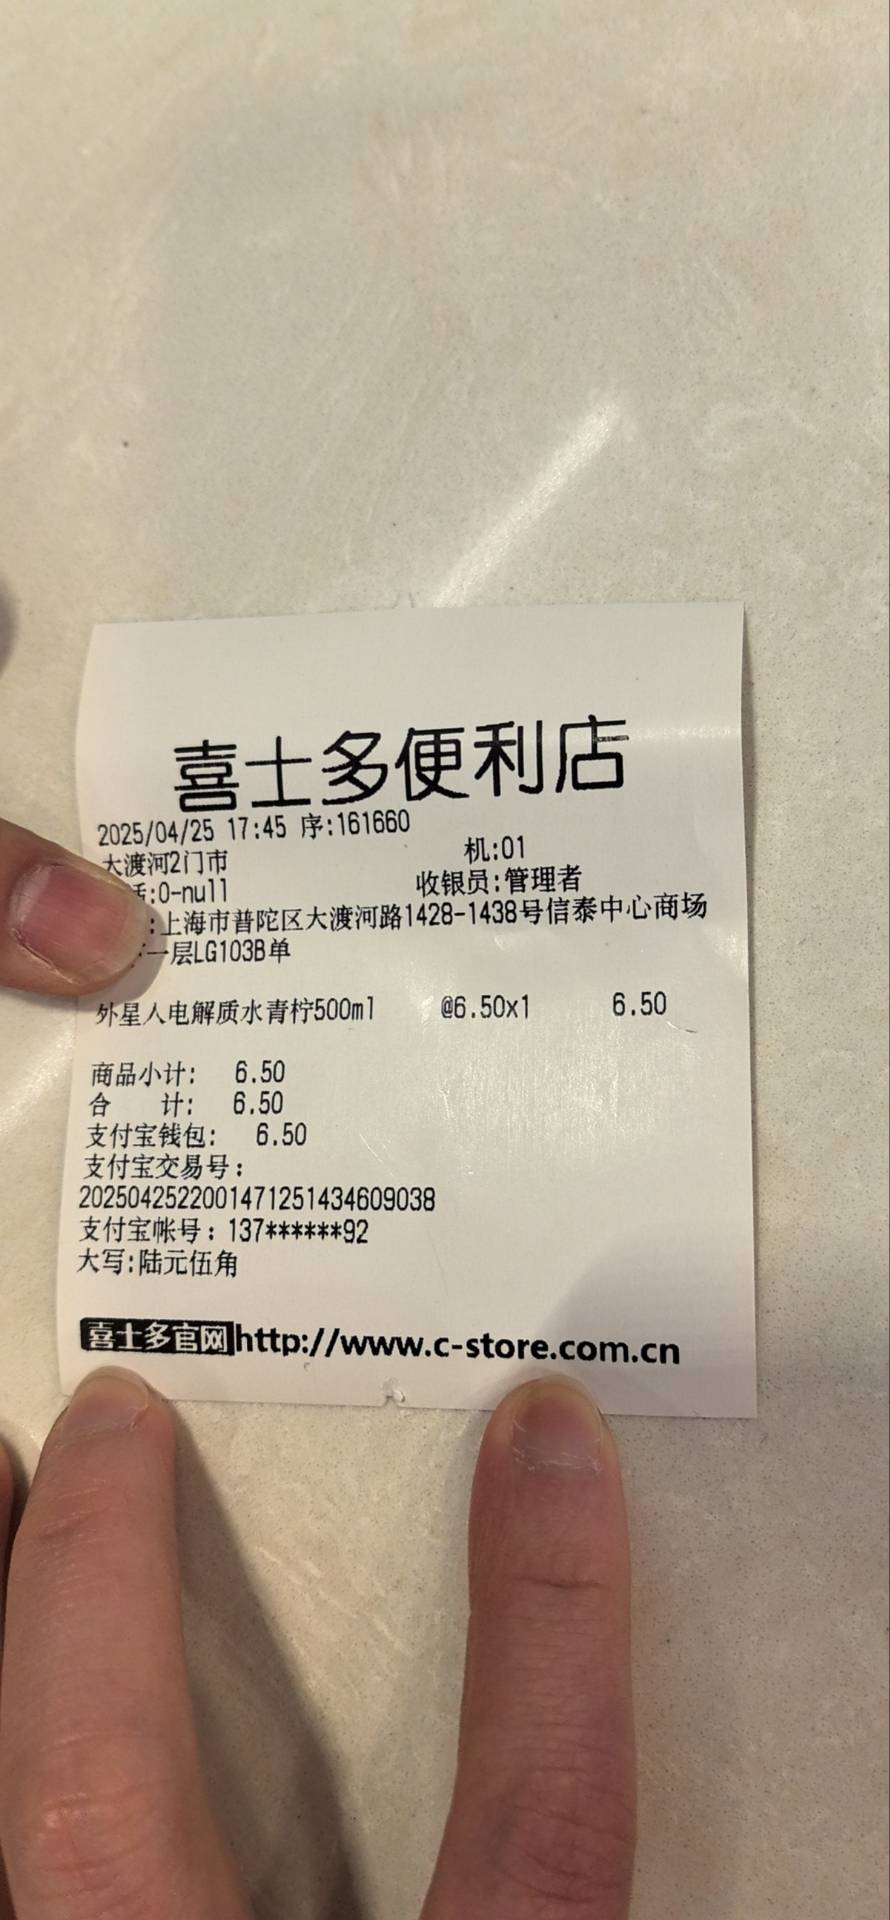 喜士多便利店
2025/04/25 17:45 序:161660
大渡河2门市 机:01
:0-null 收银员:管理者
:上海市普陀区大渡河路1428-1438号信泰中心商场
一层LG103B单
外星人电解质水青柠500ml @6.50x1 6.50
商品小计: 6.50
合 计: 6.50
支付宝钱包: 6.50
支付宝交易号:
2025042522001471251434609038
支付宝帐号:137******92
大写:陆元伍角
喜士多官网http://www.c-store.com.cn